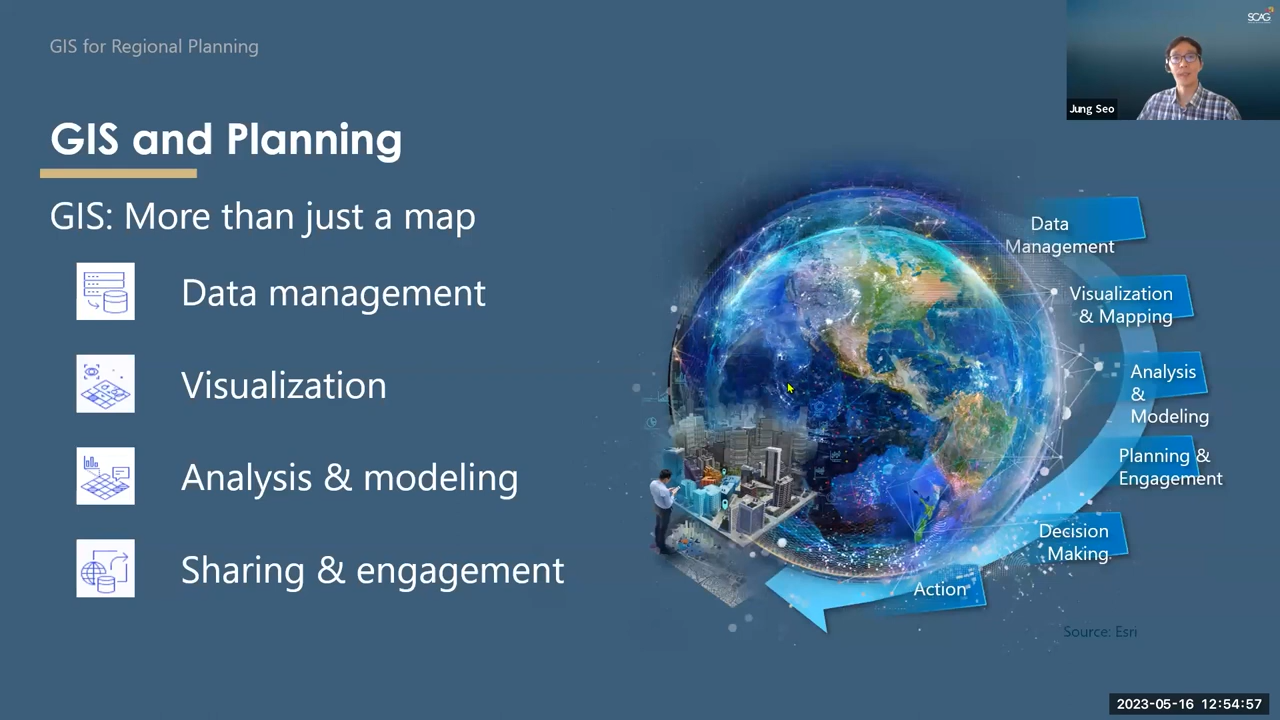 GIS for Regional Planning
SCAG
Jung Seo
GIS and Planning
GIS: More than just a map
Data management
Visualization
Analysis & modeling
Sharing & engagement
Data
Management
Visualization
& Mapping
Analysis
&
Modeling
Planning &
Engagement
Decision
Making
Action
Source: Esri
2023-05-16 12:54:57